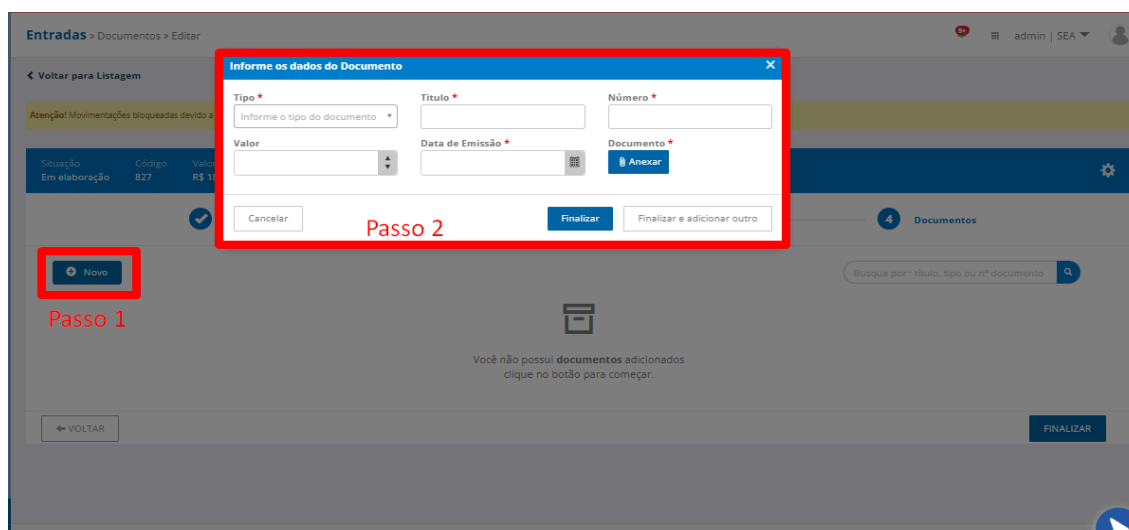 Entradas » Documentos » Editar
9+
admin | SEA
Voltar para Listagem
Atenção! Movimentações bloqueadas devido a
Informe os dados do Documento
×
Tipo *
Titulo *
Número *
Informe o tipo do documento
Valor
Data de Emissão *
Documento *
Anexar
Cancelar
Passo 2
Finalizar
Finalizar e adicionar outro
Situação
Código
Em elaboração
827
R$
4
Documentos
Novo
Busque por : título, tipo ou nº documento
Passo 1
Você não possui documentos adicionados
clique no botão para começar.
VOLTAR
FINALIZAR